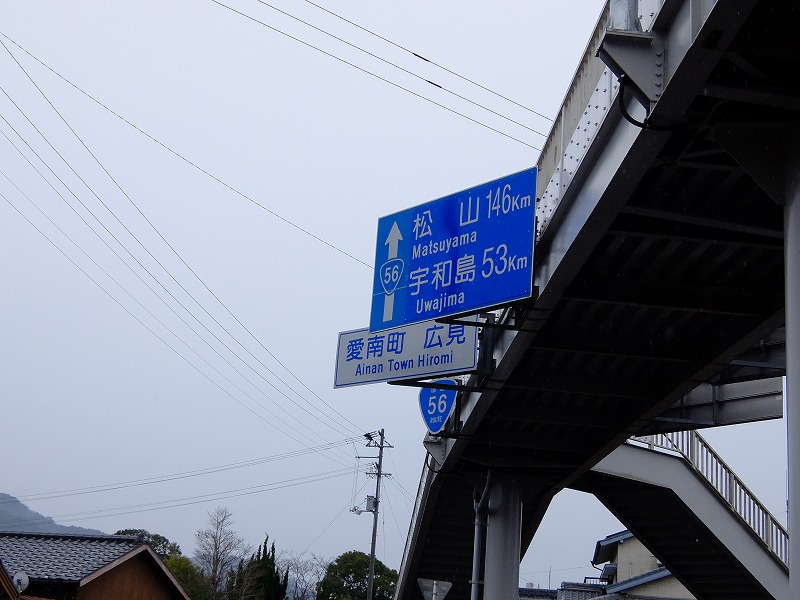 松山 146Km
Matsuyama
56
宇和島 53Km
Uwajima
愛南町 広見
Ainan Town Hiromi
56
ROUTE